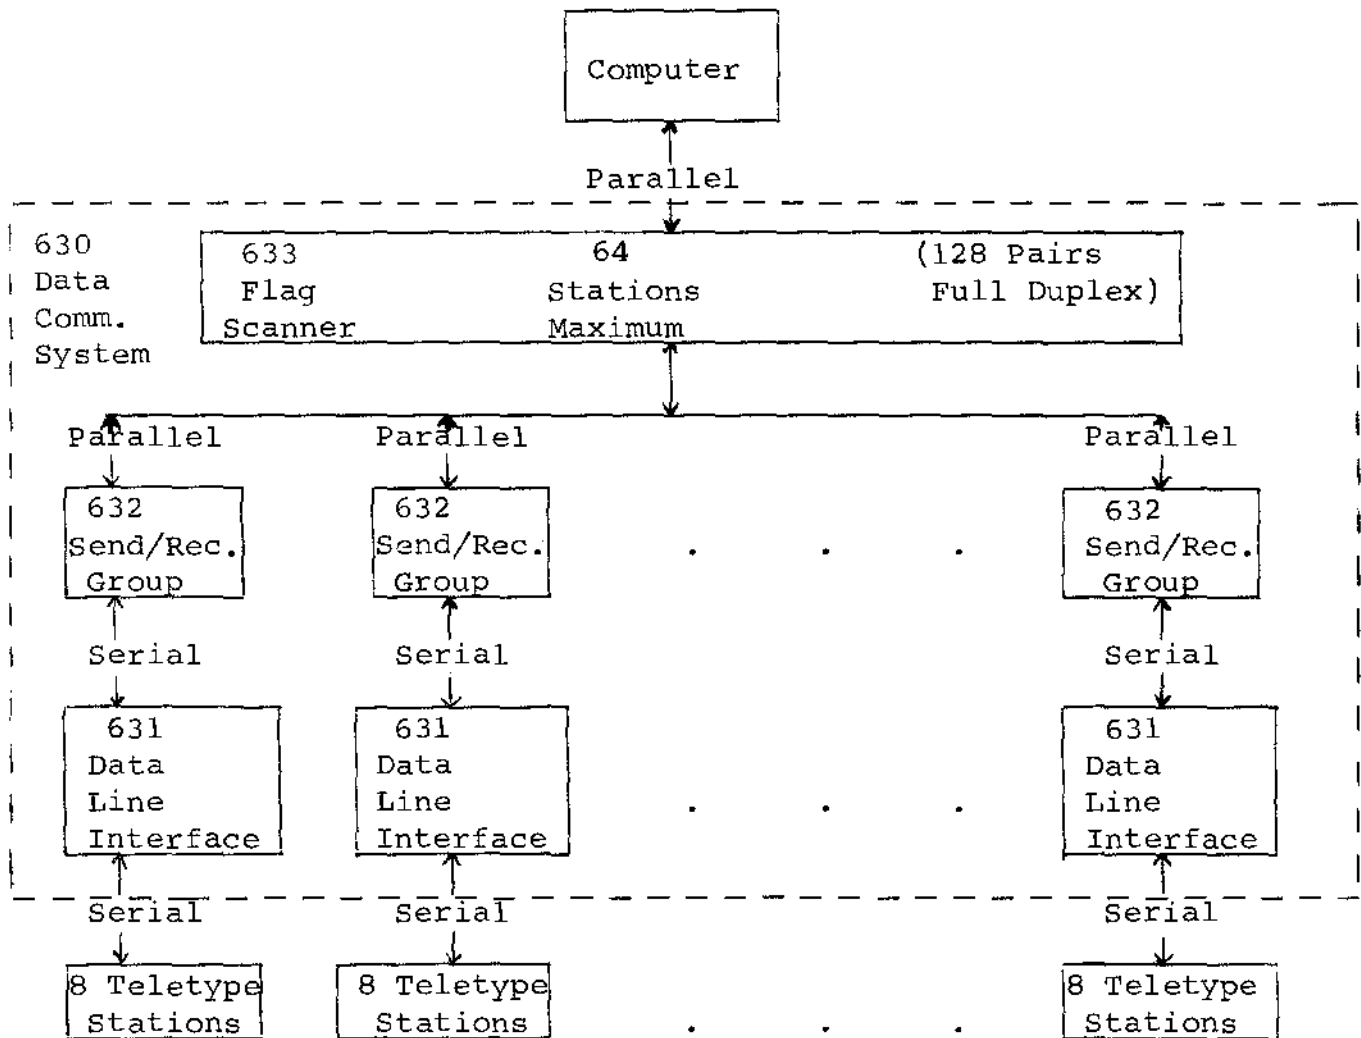 Computer
Parallel
630
Data
Comm.
System
633
Flag
Scanner
64
Stations
Maximum
(128 Pairs
Full Duplex)
Parallel
Parallel
Parallel
632
Send/Rec.
Group
632
Send/Rec.
Group
. . .
632
Send/Rec.
Group
Serial
Serial
Serial
631
Data
Line
Interface
631
Data
Line
Interface
. . .
631
Data
Line
Interface
Serial
Serial
Serial
8 Teletype
Stations
8 Teletype
Stations
. . .
8 Teletype
Stations